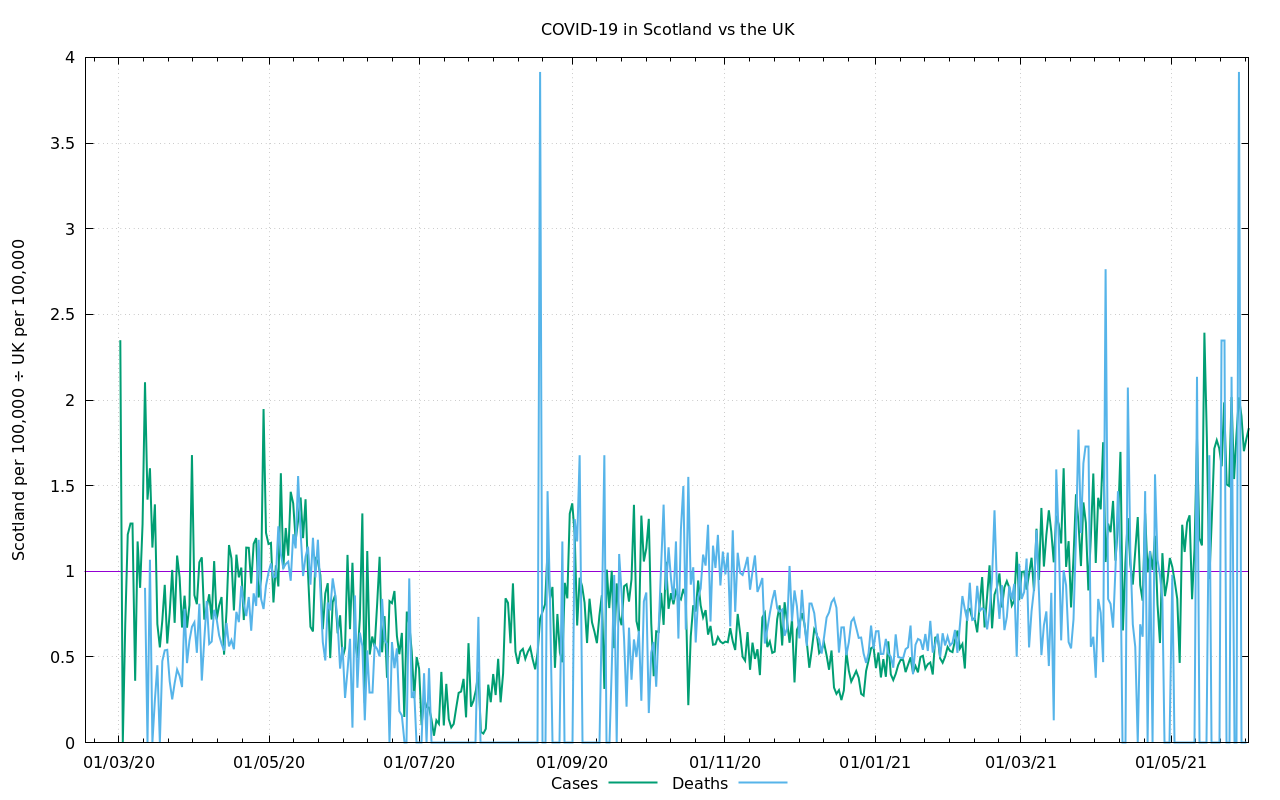 COVID-19 in Scotland vs the UK
Scotland per 100,000 ÷ UK per 100,000
4
3.5
3
2.5
2
1.5
1
0.5
0
01/03/20 01/05/20 01/07/20 01/09/20 01/11/20 01/01/21 01/03/21 01/05/21
Cases Deaths